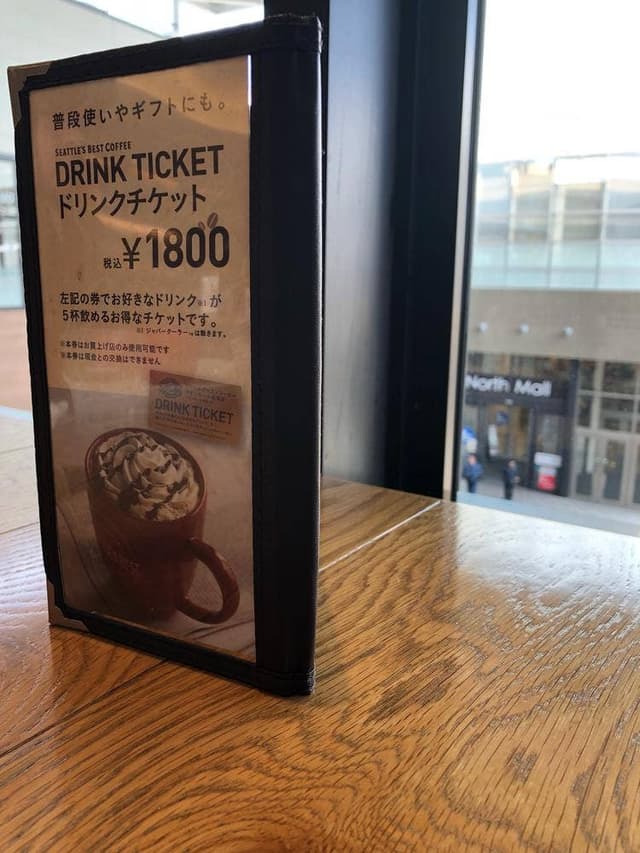 普段使いやギフトにも。
SEATTLE'S BEST COFFEE
DRINK TICKET
ドリンクチケット
税込¥1800
左記の券でお好きなドリンク※1が
5杯飲めるお得なチケットです。
※1 ジャバクーラー™は除きます。
※本券はお買上げ店のみ使用可能です
※本券は現金との交換はできません
DRINK TICKET
North Mall